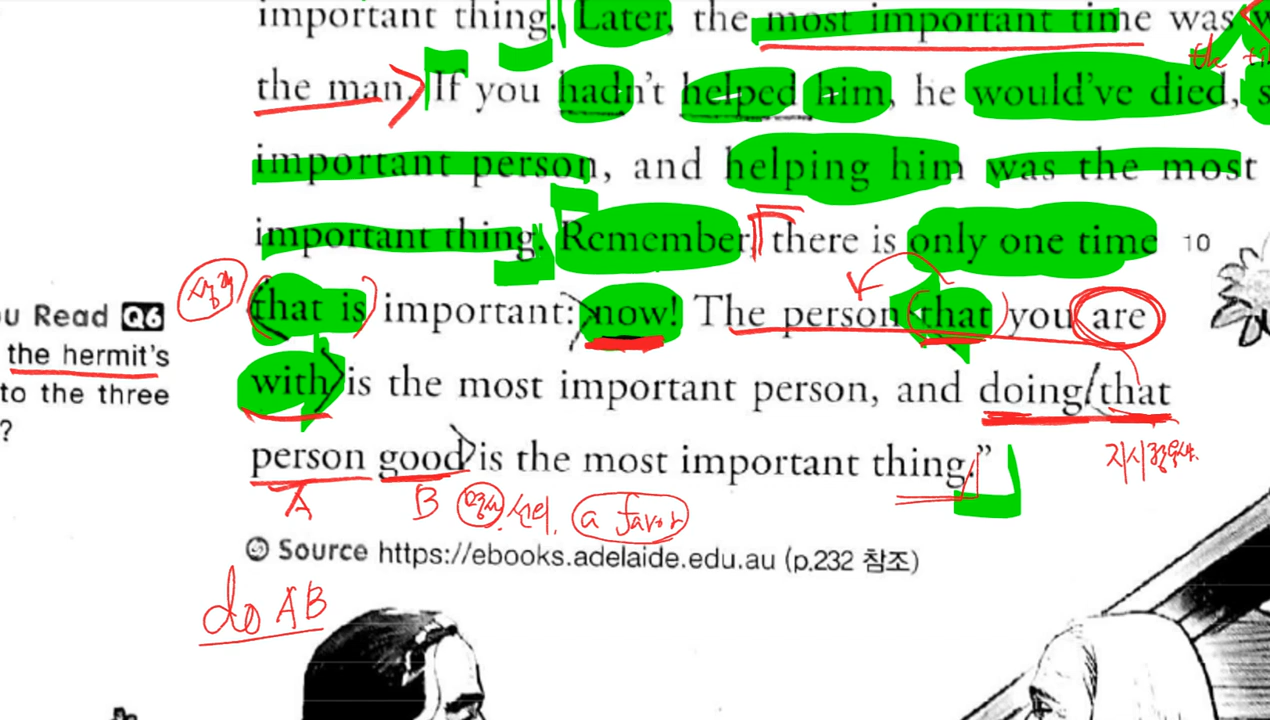 important thing. Later, the most important time was
the man. If you hadn't helped him, he would've died,
important person, and helping him was the most
important thing. Remember, there is only one time 10
생략
that is important: now! The person that you are
with is the most important person, and doing that
person good is the most important thing."
지시형용사.
A B 명사 선의, a favor
Source https://ebooks.adelaide.edu.au (p.232 참조)
do A B
u Read Q6
the hermit's
to the three
?